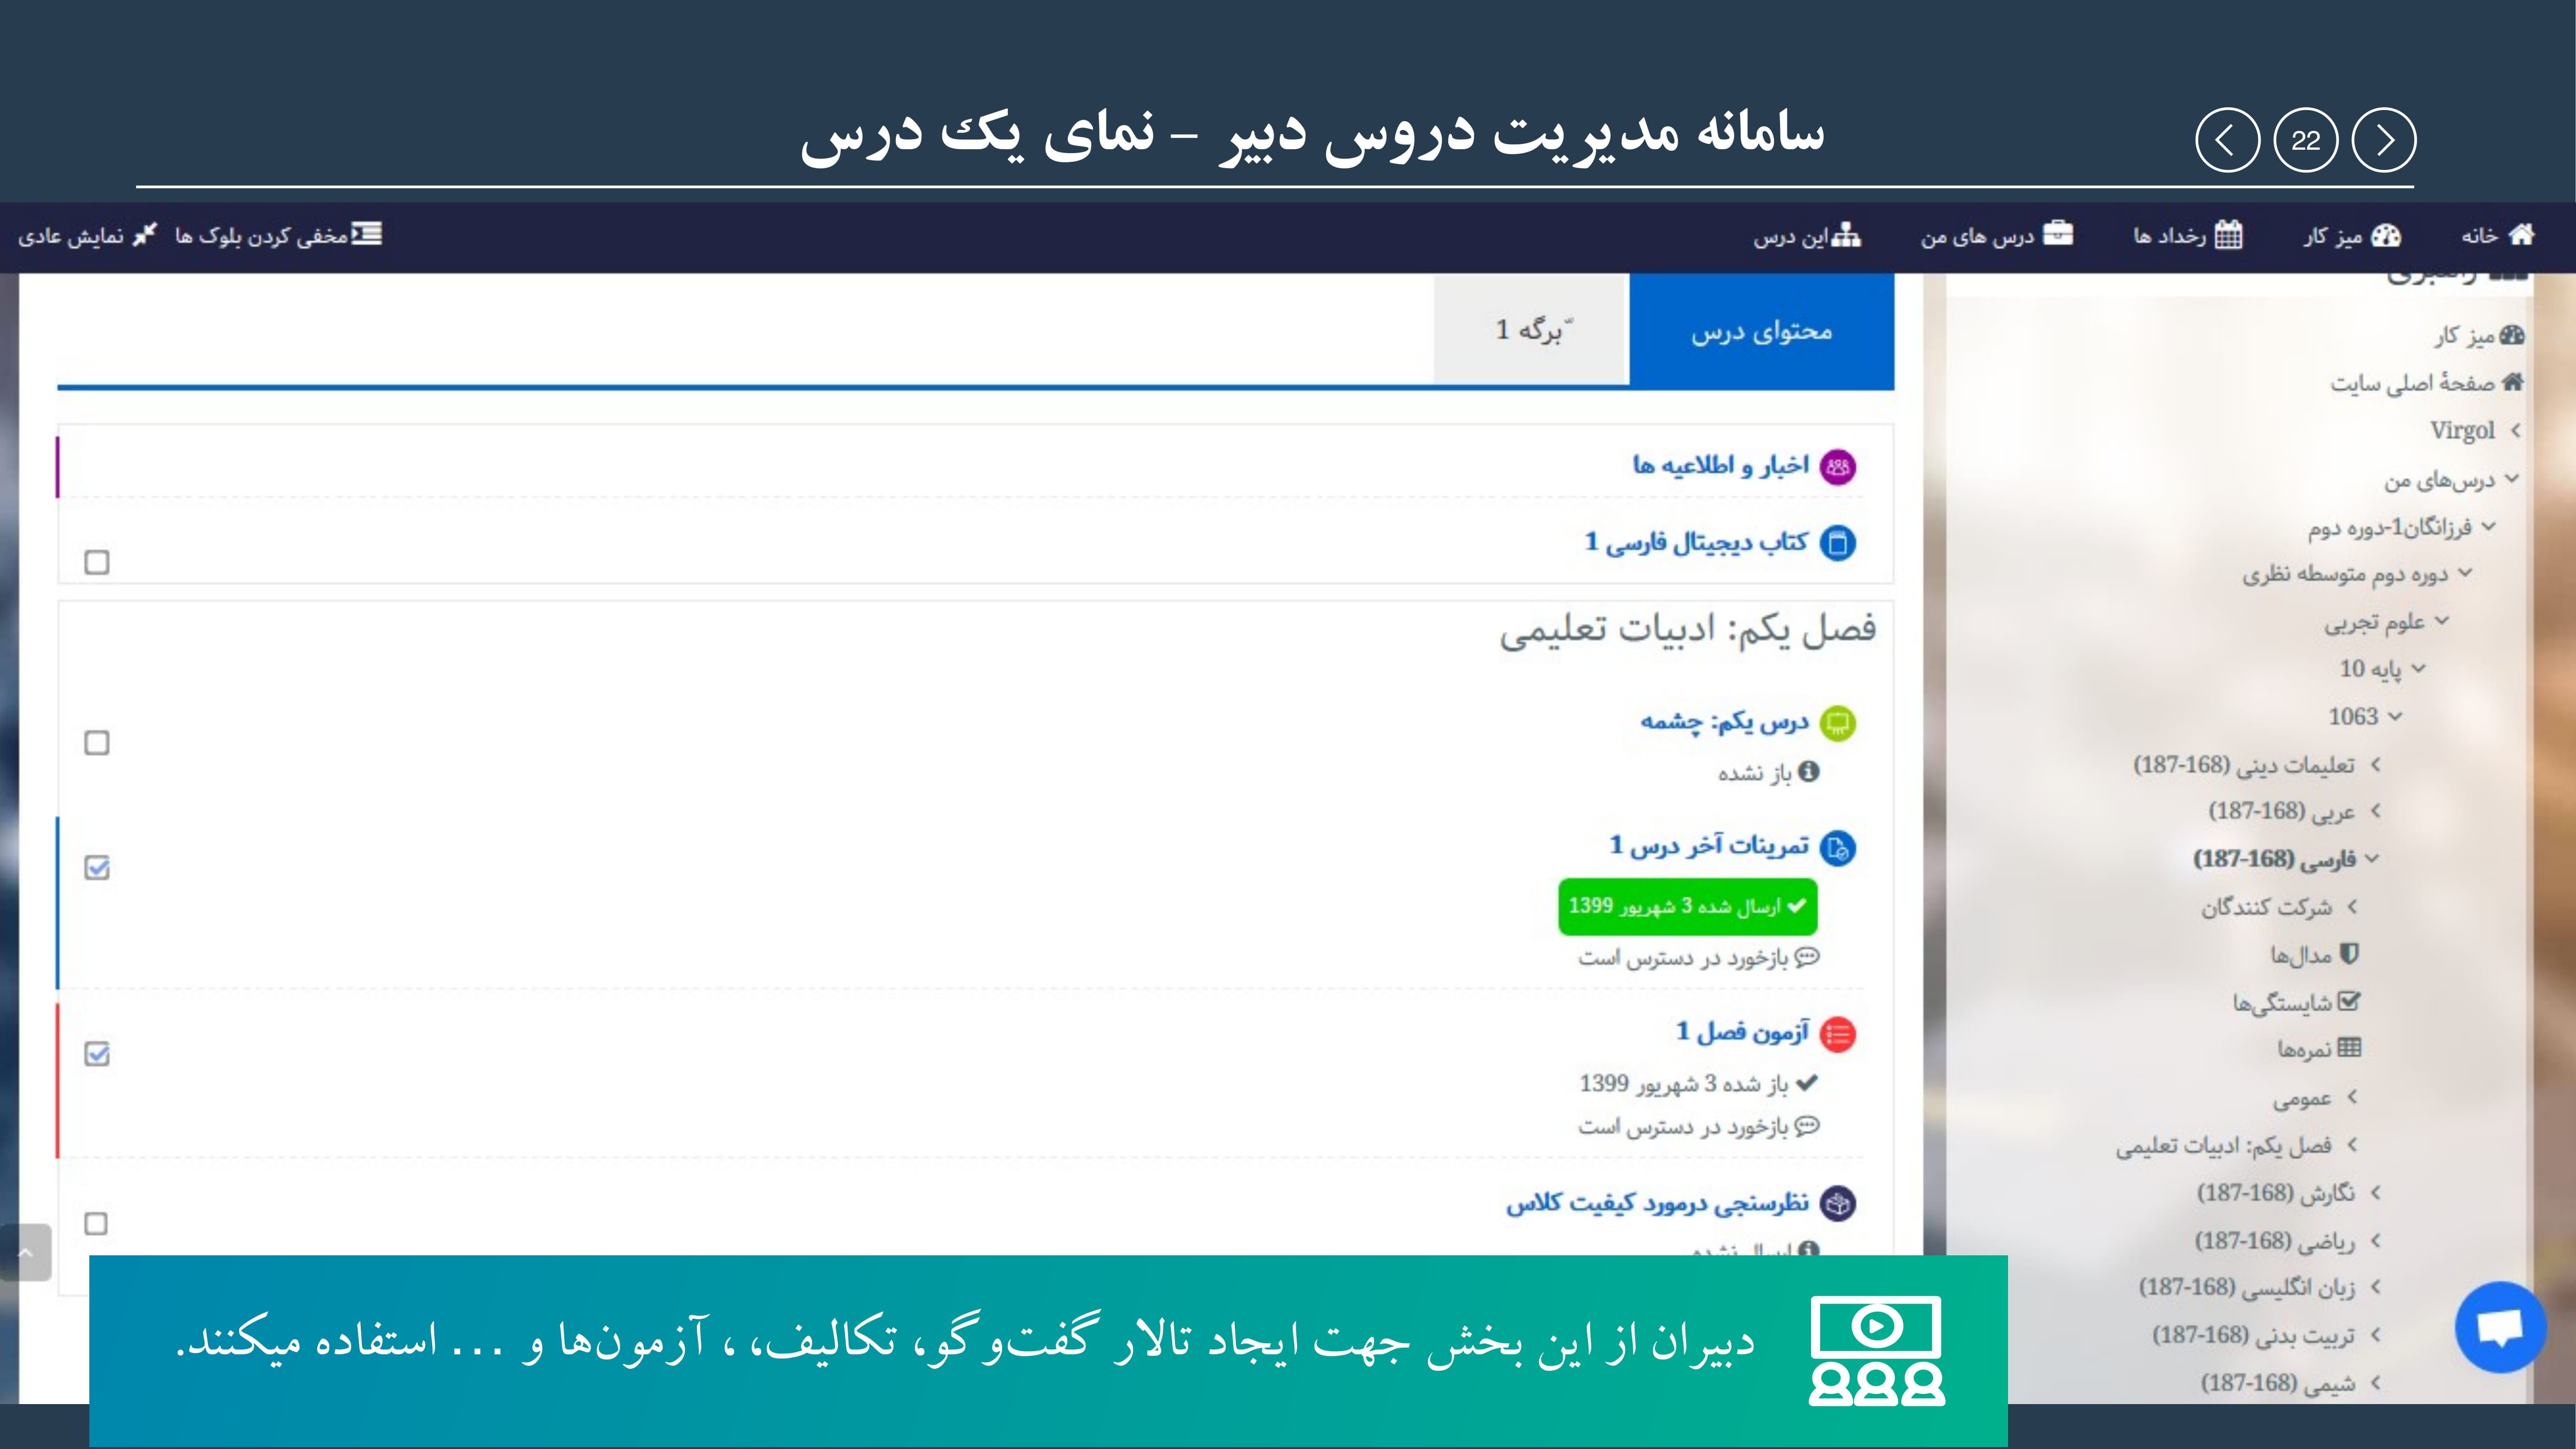 سامانه مدیریت دروس دبیر – نمای یک درس
22
خانه
میز کار
رخداد ها
درس های من
این درس
مخفی کردن بلوک ها
نمایش عادی
محتوای درس
برگه 1
اخبار و اطلاعیه ها
کتاب دیجیتال فارسی 1
فصل یکم: ادبیات تعلیمی
درس یکم: چشمه
باز نشده
تمرینات آخر درس 1
ارسال شده 3 شهریور 1399
بازخورد در دسترس است
آزمون فصل 1
باز شده 3 شهریور 1399
بازخورد در دسترس است
نظرسنجی درمورد کیفیت کلاس
میز کار
صفحهٔ اصلی سایت
Virgol
درس‌های من
فرزانگان1-دوره دوم
دوره دوم متوسطه نظری
علوم تجربی
پایه 10
1063
تعلیمات دینی (168-187)
عربی (168-187)
فارسی (168-187)
شرکت کنندگان
مدال‌ها
شایستگی‌ها
نمره‌ها
عمومی
فصل یکم: ادبیات تعلیمی
نگارش (168-187)
ریاضی (168-187)
زبان انگلیسی (168-187)
تربیت بدنی (168-187)
شیمی (168-187)
دبیران از این بخش جهت ایجاد تالار گفت‌و گو، تکالیف، ، آزمون‌ها و ... استفاده میکنند.